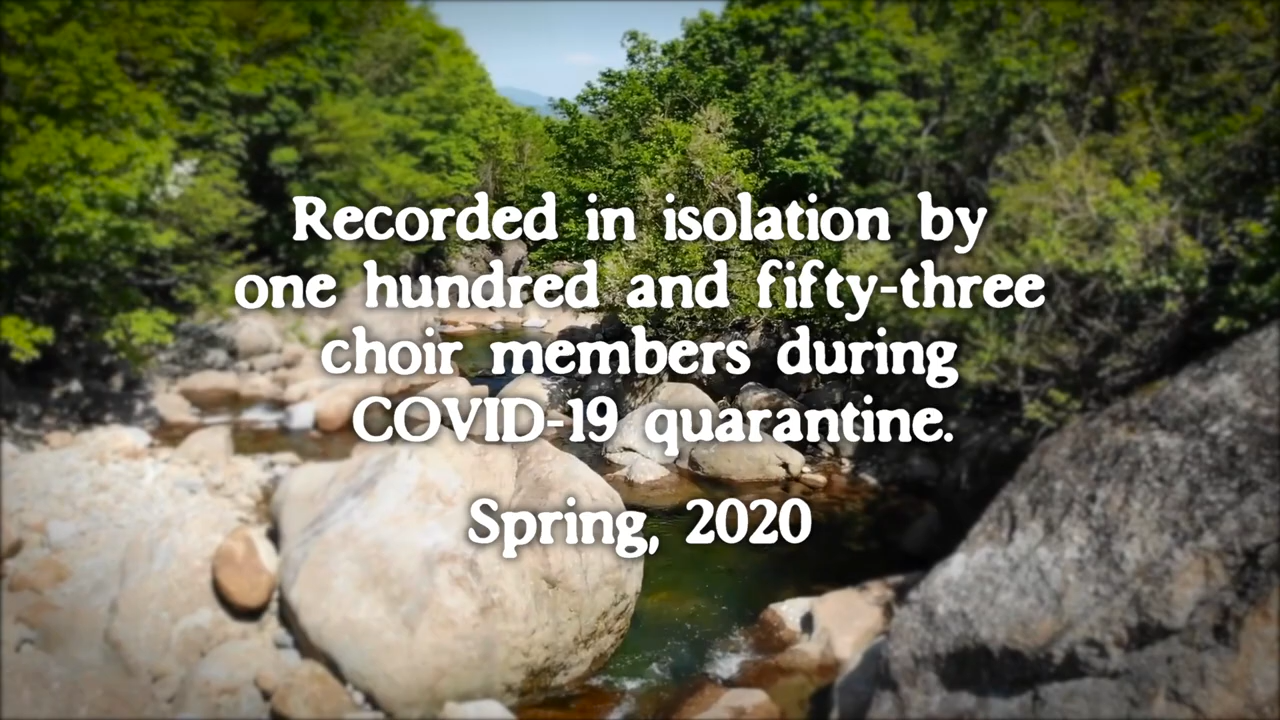 Recorded in isolation by
one hundred and fifty-three
choir members during
COVID-19 quarantine.
Spring, 2020